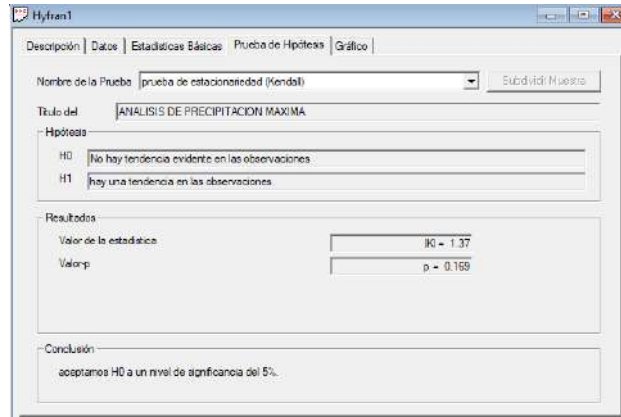 Hyfran1
Descripción Datos Estadisticas Básicas Prueba de Hipótesis Gráfico
Nombre de la Prueba prueba de estacionariedad (Kendall) Subdividir Muestra
Título del ANALISIS DE PRECIPITACION MAXIMA
Hipótesis
H0 No hay tendencia evidente en las observaciones
H1 hay una tendencia en las observaciones
Resultados
Valor de la estadística |K| = 1.37
Valor-p p = 0.169
Conclusión
aceptamos H0 a un nivel de significancia del 5%.